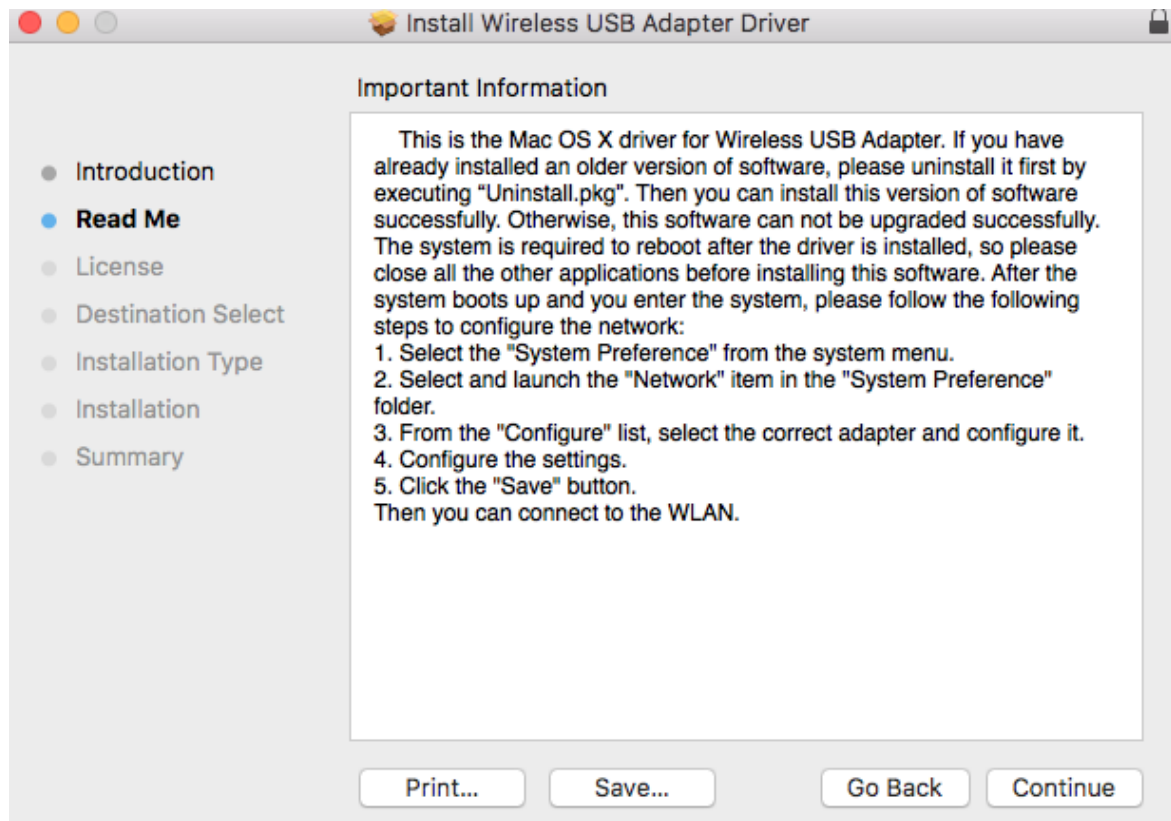 Install Wireless USB Adapter Driver
Important Information
Introduction
Read Me
License
Destination Select
Installation Type
Installation
Summary
This is the Mac OS X driver for Wireless USB Adapter. If you have
already installed an older version of software, please uninstall it first by
executing “Uninstall.pkg". Then you can install this version of software
successfully. Otherwise, this software can not be upgraded successfully.
The system is required to reboot after the driver is installed, so please
close all the other applications before installing this software. After the
system boots up and you enter the system, please follow the following
steps to configure the network:
1. Select the "System Preference" from the system menu.
2. Select and launch the "Network" item in the "System Preference"
folder.
3. From the "Configure" list, select the correct adapter and configure it.
4. Configure the settings.
5. Click the "Save" button.
Then you can connect to the WLAN.
Print...
Save...
Go Back
Continue